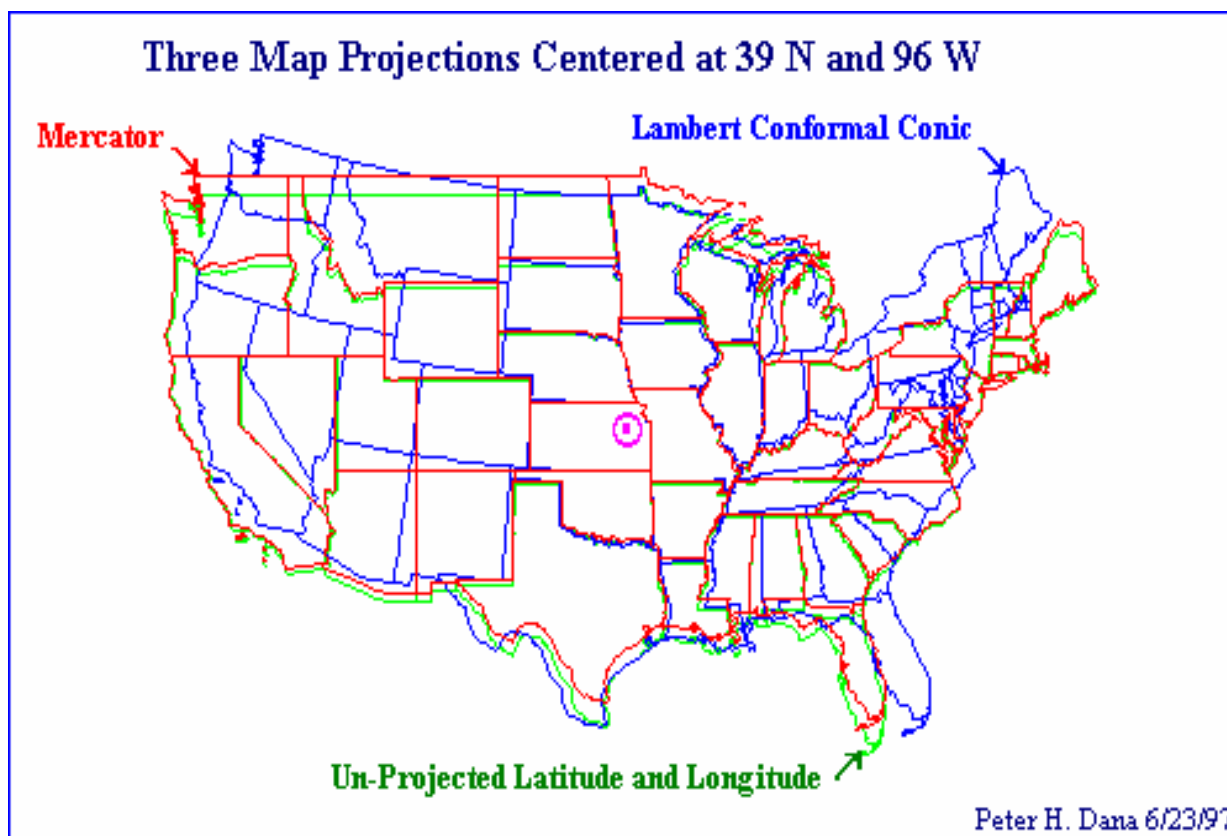 Three Map Projections Centered at 39 N and 96 W
Mercator
Lambert Conformal Conic
Un-Projected Latitude and Longitude
Peter H. Dana 6/23/97